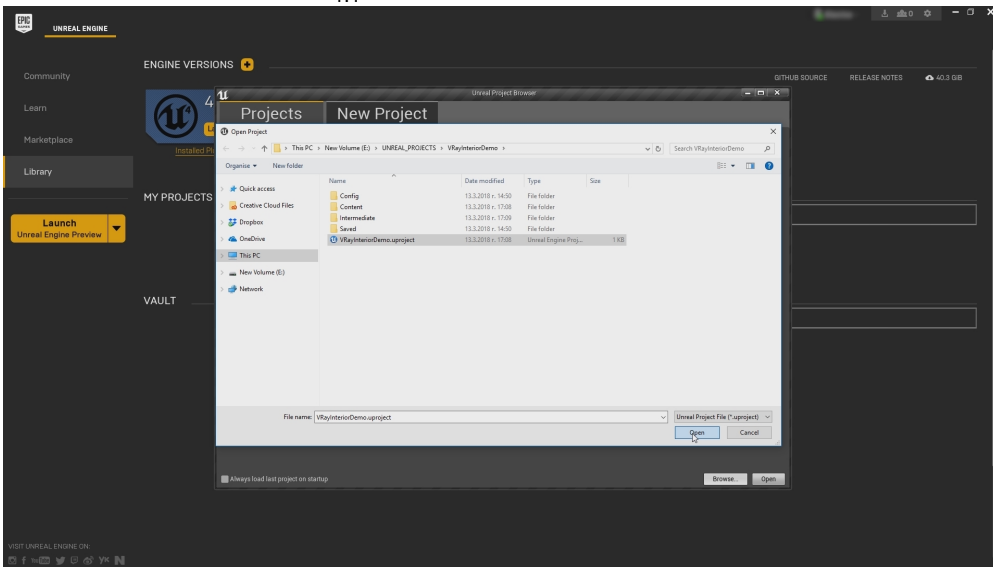 EPIC GAMES
UNREAL ENGINE
0
ENGINE VERSIONS
GITHUB SOURCE
RELEASE NOTES
40.3 GiB
Community
Learn
Marketplace
Library
Launch
Unreal Engine Preview
4
Installed
MY PROJECTS
VAULT
Unreal Project Browser
Projects
New Project
Open Project
This PC › New Volume (E:) › UNREAL_PROJECTS › VRayInteriorDemo ›
Search VRayInteriorDemo
Organise
New folder
Name
Date modified
Type
Size
Quick access
Creative Cloud Files
Dropbox
OneDrive
This PC
New Volume (E:)
Network
Config 13.3.2018 г. 14:50 File folder
Content 13.3.2018 г. 17:08 File folder
Intermediate 13.3.2018 г. 17:09 File folder
Saved 13.3.2018 г. 14:50 File folder
VRayInteriorDemo.uproject 13.3.2018 г. 17:08 Unreal Engine Proj... 1 KB
File name: VRayInteriorDemo.uproject
Unreal Project File (*.uproject)
Open
Cancel
Always load last project on startup
Browse...
Open
VISIT UNREAL ENGINE ON: